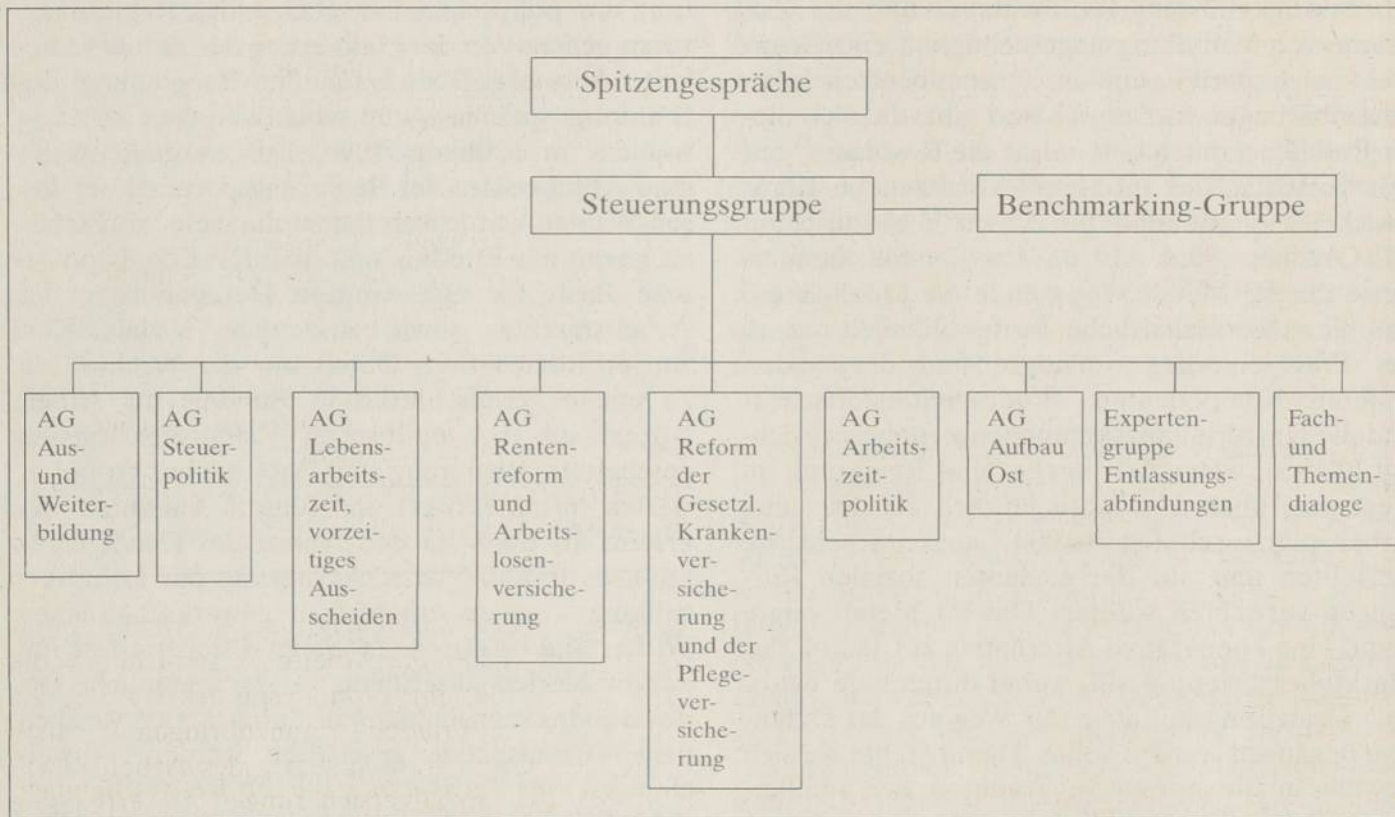 Spitzengespräche
Steuerungsgruppe
Benchmarking-Gruppe
AG
Aus-
und
Weiter-
bildung
AG
Steuer-
politik
AG
Lebens-
arbeits-
zeit,
vorzei-
tiges
Aus-
scheiden
AG
Renten-
reform
und
Arbeits-
losen-
versiche-
rung
AG
Reform
der
Gesetzl.
Kranken-
ver-
siche-
rung
und der
Pflege-
ver-
siche-
rung
AG
Arbeits-
zeit-
politik
AG
Aufbau
Ost
Experten-
gruppe
Entlassungs-
abfindungen
Fach-
und
Themen-
dialoge